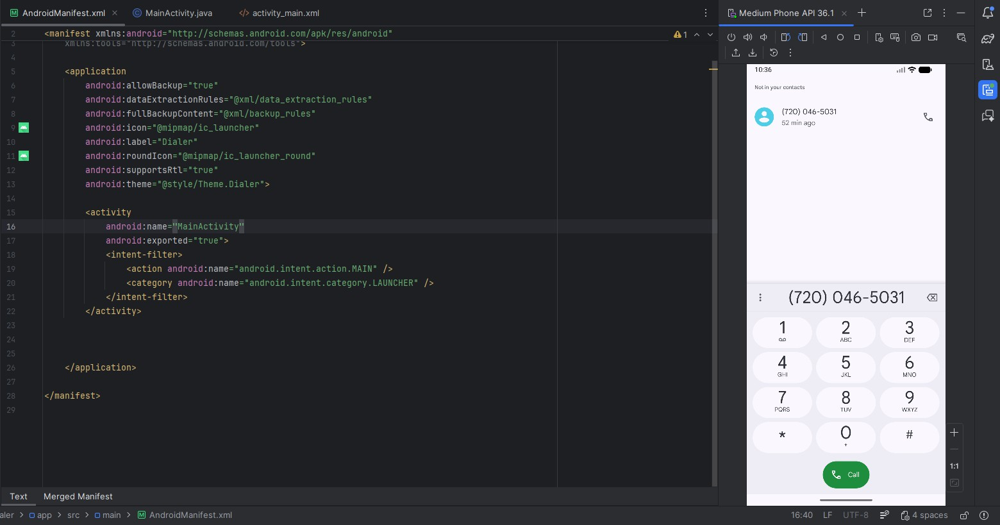 AndroidManifest.xml
MainActivity.java
activity_main.xml
2 <manifest xmlns:android="http://schemas.android.com/apk/res/android"
1
3 xmlns:tools="http://schemas.android.com/tools">
4
5 <application
6 android:allowBackup="true"
7 android:dataExtractionRules="@xml/data_extraction_rules"
8 android:fullBackupContent="@xml/backup_rules"
9 android:icon="@mipmap/ic_launcher"
10 android:label="Dialer"
11 android:roundIcon="@mipmap/ic_launcher_round"
12 android:supportsRtl="true"
13 android:theme="@style/Theme.Dialer">
14
15 <activity
16 android:name="MainActivity"
17 android:exported="true">
18 <intent-filter>
19 <action android:name="android.intent.action.MAIN" />
20 <category android:name="android.intent.category.LAUNCHER" />
21 </intent-filter>
22 </activity>
23
24
25
26 </application>
27
28 </manifest>
29
Text Merged Manifest
aler > app > src > main > AndroidManifest.xml
16:40 LF UTF-8 4 spaces
Medium Phone API 36.1
10:36
Not in your contacts
(720) 046-5031
52 min ago
(720) 046-5031
1 2 3
ABC DEF
4 5 6
GHI JKL MNO
7 8 9
PQRS TUV WXYZ
* 0 #
+
Call
1:1